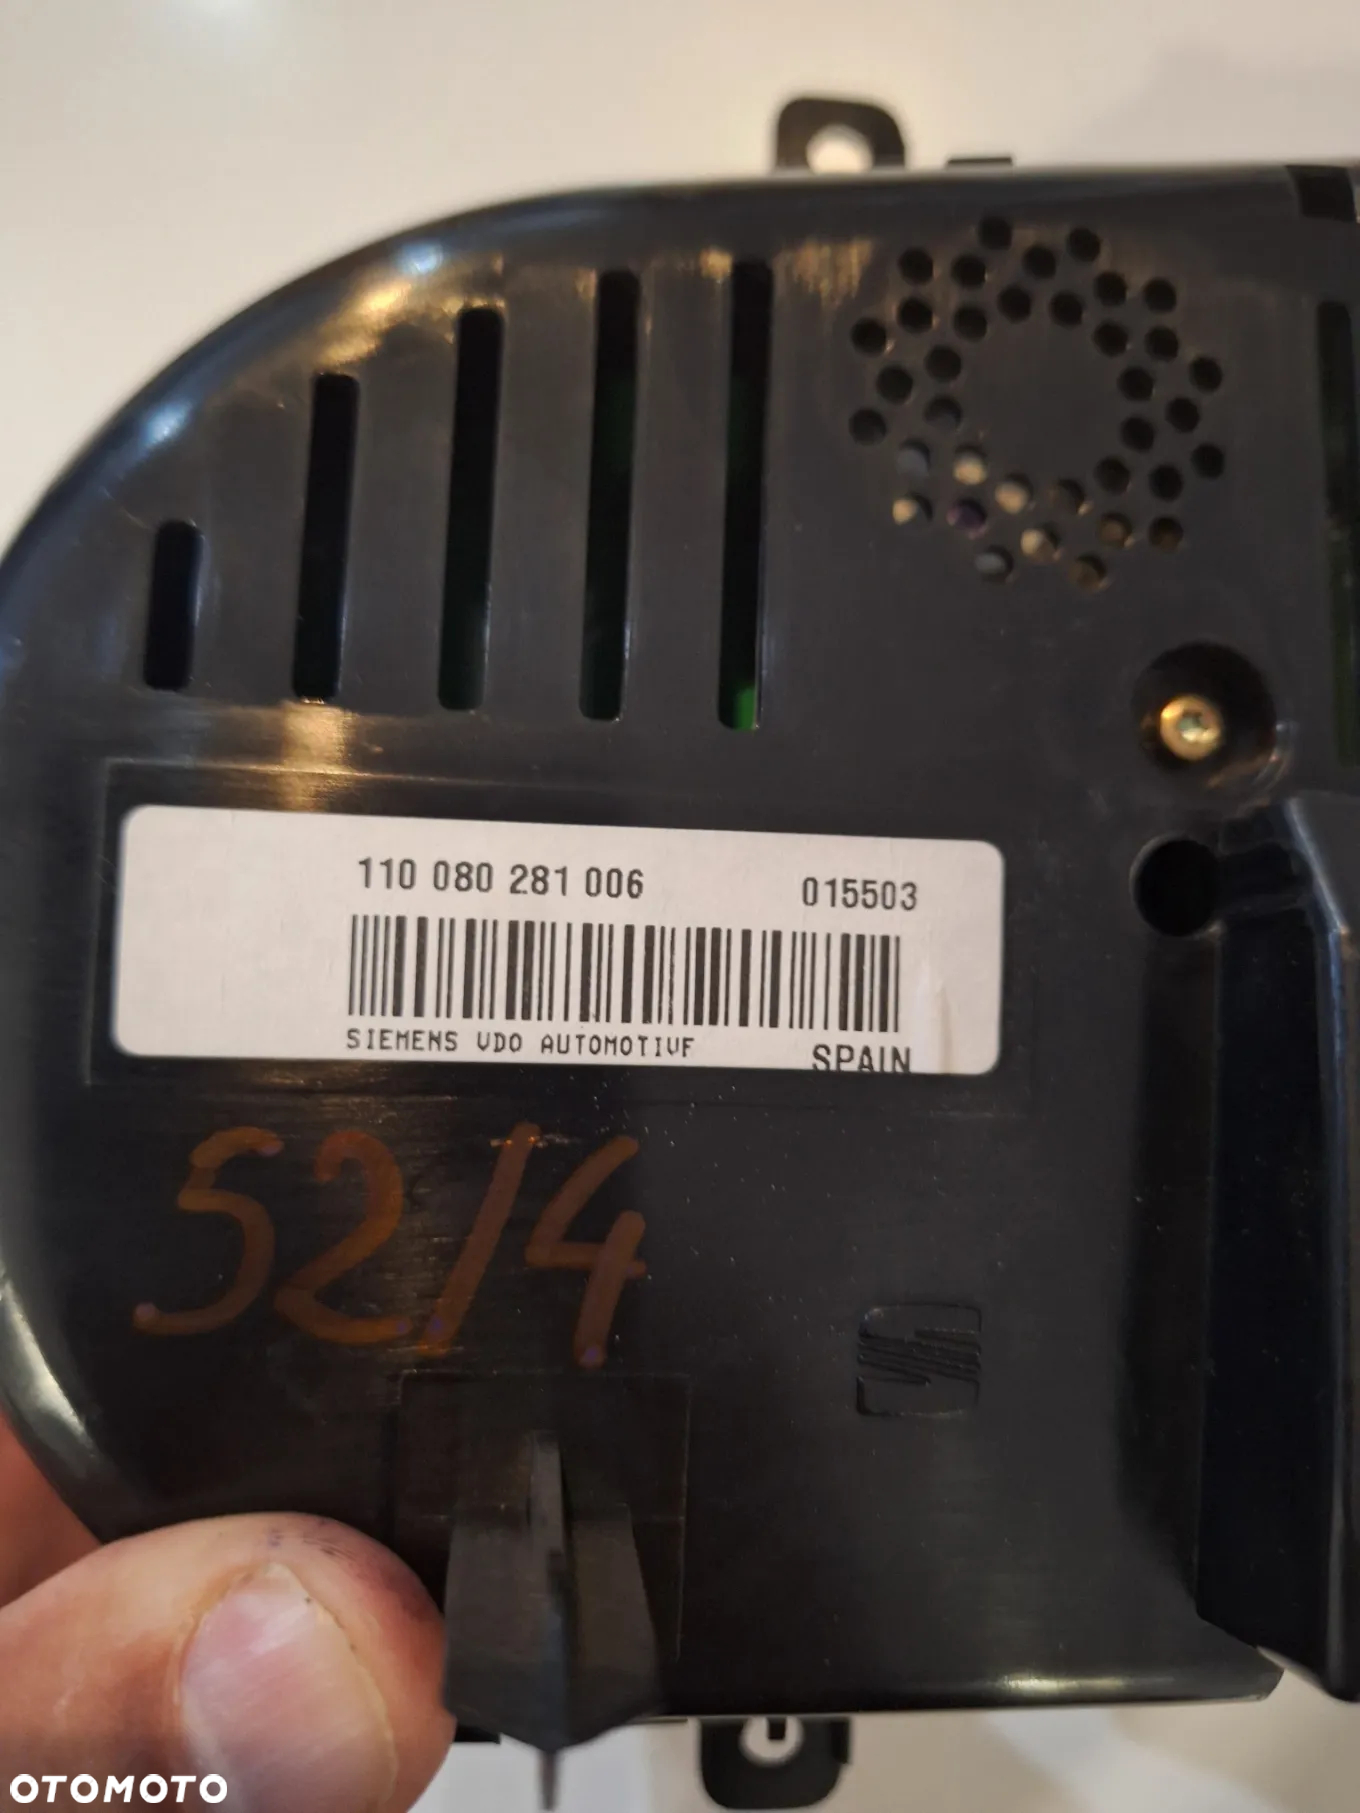 110 080 281 006 015503
SIEMENS VDO AUTOMOTIVE SPAIN
52/4
OTOMOTO